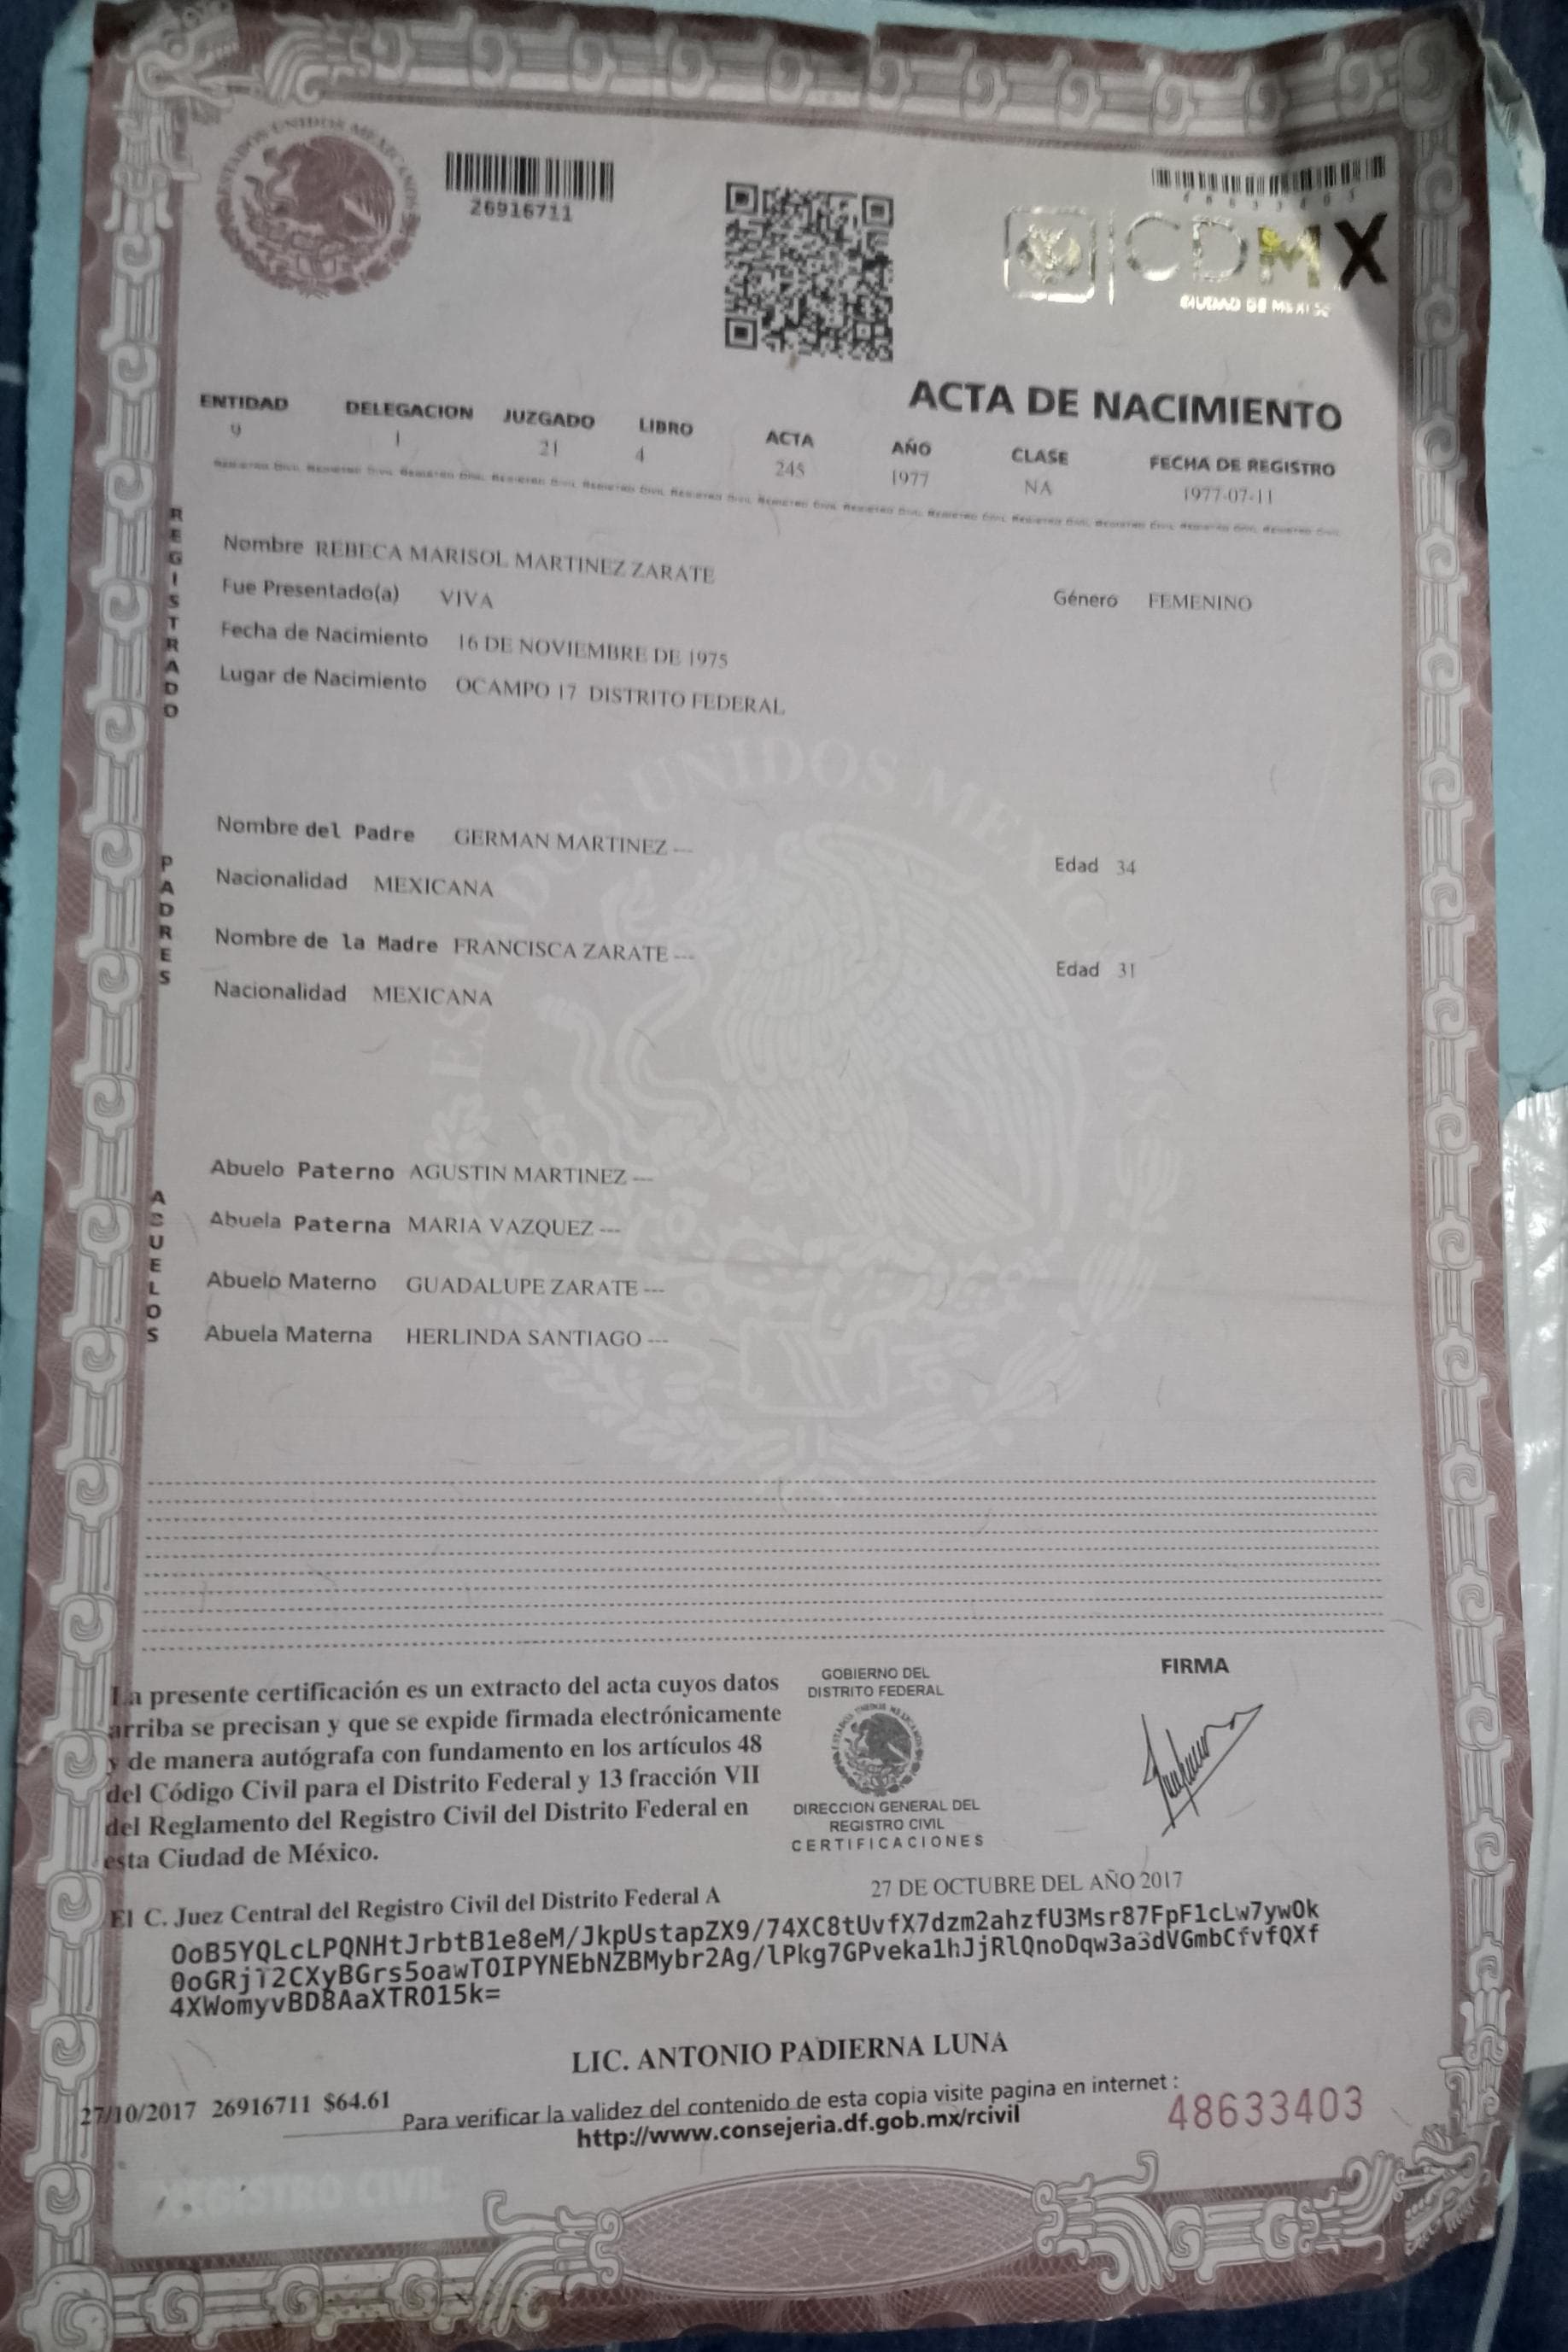 ESTADOS UNIDOS MEXICANOS
26916711
48633403
CDMX
CIUDAD DE MÉXICO
ACTA DE NACIMIENTO
ENTIDAD DELEGACION JUZGADO LIBRO ACTA AÑO CLASE FECHA DE REGISTRO
9 1 21 4 245 1977 NA 1977-07-11
REGISTRADO
Nombre REBECA MARISOL MARTINEZ ZARATE
Fue Presentado(a) VIVA Género FEMENINO
Fecha de Nacimiento 16 DE NOVIEMBRE DE 1975
Lugar de Nacimiento OCAMPO 17 DISTRITO FEDERAL
ESTADOS UNIDOS MEXICANOS
PADRES
Nombre del Padre GERMAN MARTINEZ --- Edad 34
Nacionalidad MEXICANA
Nombre de la Madre FRANCISCA ZARATE --- Edad 31
Nacionalidad MEXICANA
ABUELOS
Abuelo Paterno AGUSTIN MARTINEZ ---
Abuela Paterna MARIA VAZQUEZ ---
Abuelo Materno GUADALUPE ZARATE ---
Abuela Materna HERLINDA SANTIAGO ---
La presente certificación es un extracto del acta cuyos datos
arriba se precisan y que se expide firmada electrónicamente
y de manera autógrafa con fundamento en los artículos 48
del Código Civil para el Distrito Federal y 13 fracción VII
del Reglamento del Registro Civil del Distrito Federal en
esta Ciudad de México.
GOBIERNO DEL
DISTRITO FEDERAL
DIRECCION GENERAL DEL
REGISTRO CIVIL
CERTIFICACIONES
FIRMA
El C. Juez Central del Registro Civil del Distrito Federal A 27 DE OCTUBRE DEL AÑO 2017
OoB5YQLcLPQNHtJrbtB1e8eM/JkpUstapZX9/74XC8tUvfX7dzm2ahzfU3Msr87FpF1cLw7ywOk
0oGRjT2CXyBGrs5oawTOIPYNEbNZBMybr2Ag/lPkg7GPveka1hJjRlQnoDqw3a3dVGmbCfvfQXf
4XWomyvBD8AaXTRO15k=
LIC. ANTONIO PADIERNA LUNA
27/10/2017 26916711 $64.61
Para verificar la validez del contenido de esta copia visite pagina en internet :
http://www.consejeria.df.gob.mx/rcivil
48633403
REGISTRO CIVIL